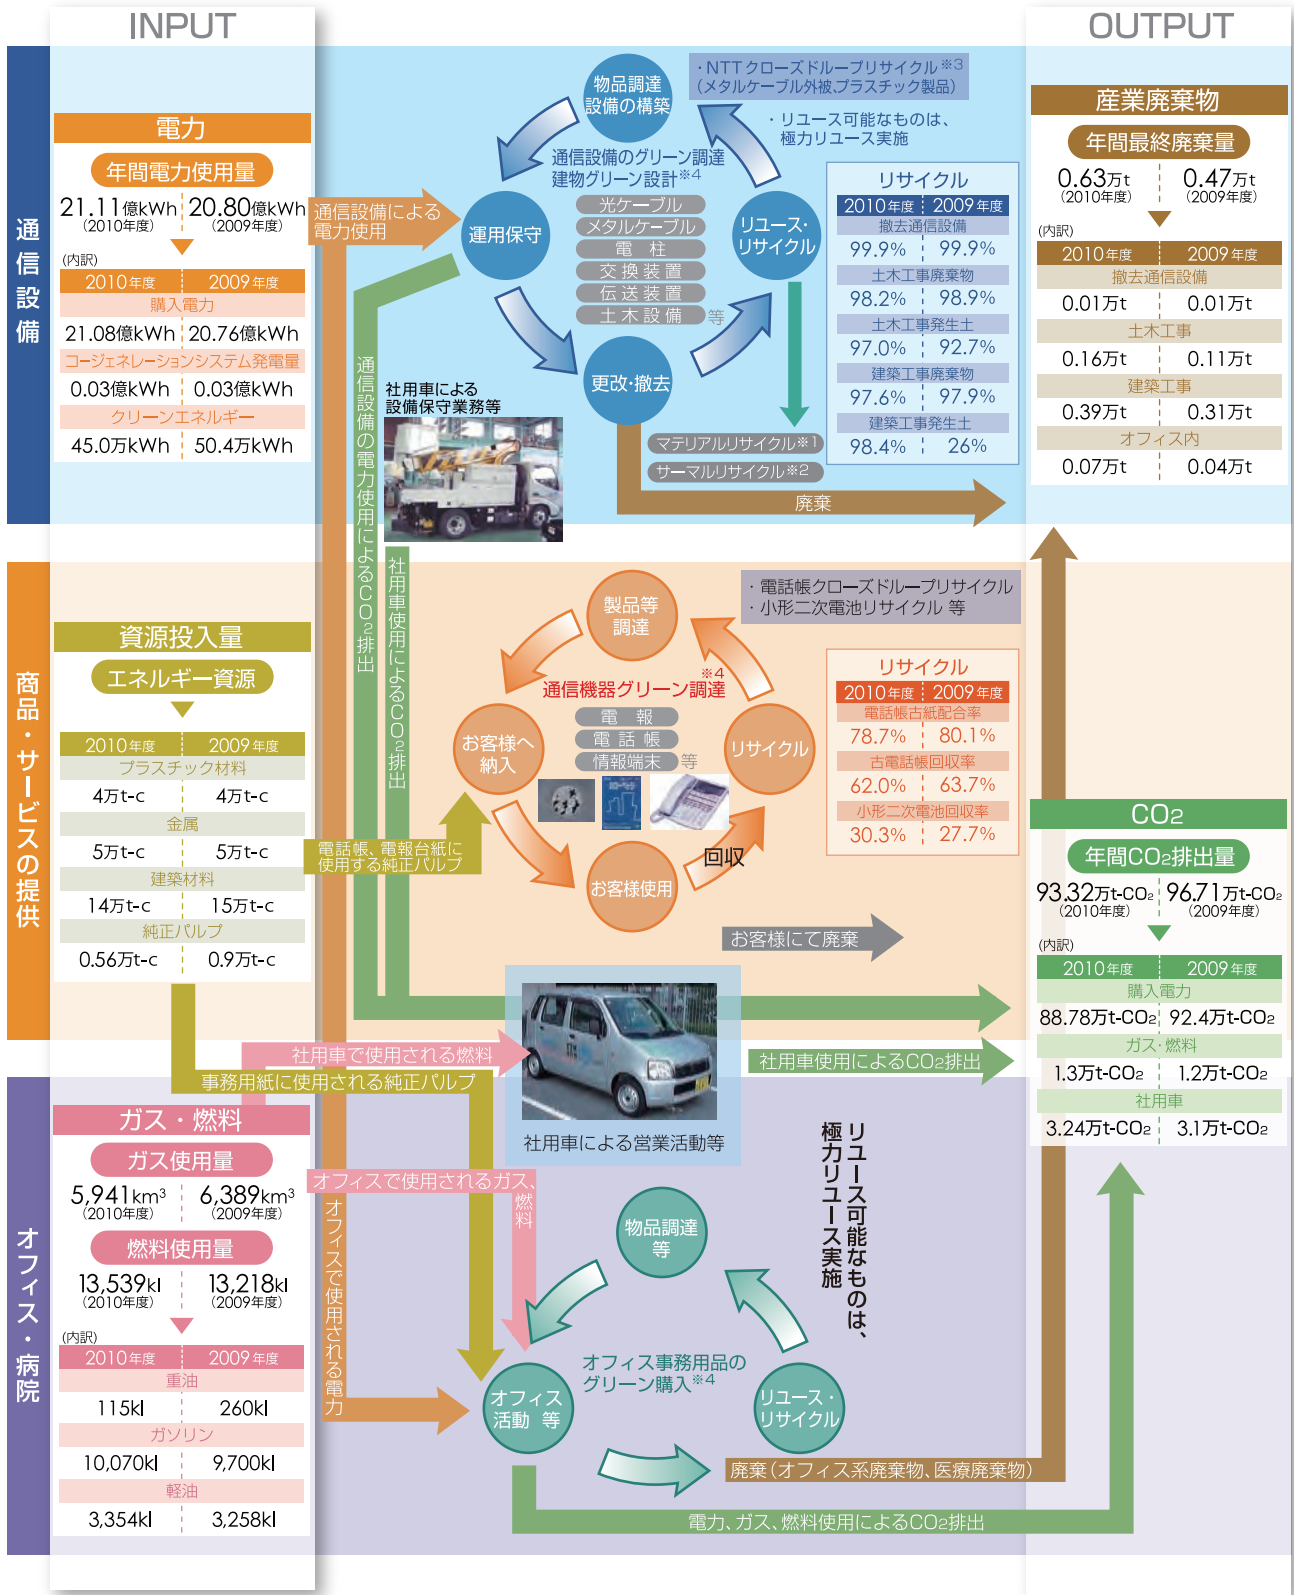 INPUT
OUTPUT
通信設備
電力
年間電力使用量
21.11億kWh 20.80億kWh
(2010年度) (2009年度)
(内訳)
2010年度 2009年度
購入電力
21.08億kWh 20.76億kWh
コージェネレーションシステム発電量
0.03億kWh 0.03億kWh
クリーンエネルギー
45.0万kWh 50.4万kWh
通信設備による
電力使用
物品調達
設備の構築
・NTTクローズドループリサイクル※3
(メタルケーブル外被、プラスチック製品)
・リユース可能なものは、
極力リユース実施
通信設備のグリーン調達
建物グリーン設計※4
運用保守
光ケーブル
メタルケーブル
電 柱
交換装置
伝送装置
土木設備 等
リユース・
リサイクル
更改・撤去
社用車による
設備保守業務等
マテリアルリサイクル※1
サーマルリサイクル※2
廃棄
リサイクル
2010年度 2009年度
撤去通信設備
99.9% 99.9%
土木工事廃棄物
98.2% 98.9%
土木工事発生土
97.0% 92.7%
建築工事廃棄物
97.6% 97.9%
建築工事発生土
98.4% 26%
産業廃棄物
年間最終廃棄量
0.63万t 0.47万t
(2010年度) (2009年度)
(内訳)
2010年度 2009年度
撤去通信設備
0.01万t 0.01万t
土木工事
0.16万t 0.11万t
建築工事
0.39万t 0.31万t
オフィス内
0.07万t 0.04万t
通信設備の電力使用によるCO2排出
社用車使用によるCO2排出
商品・サービスの提供
資源投入量
エネルギー資源
2010年度 2009年度
プラスチック材料
4万t-c 4万t-c
金属
5万t-c 5万t-c
建築材料
14万t-c 15万t-c
純正パルプ
0.56万t-c 0.9万t-c
電話帳、電報台紙に
使用する純正パルプ
製品等
調達
・電話帳クローズドループリサイクル
・小形二次電池リサイクル 等
※4
通信機器グリーン調達
お客様へ
納入
電 報
電 話 帳
情報端末 等
リサイクル
お客様使用
回収
お客様にて廃棄
リサイクル
2010年度 2009年度
電話帳古紙配合率
78.7% 80.1%
古電話帳回収率
62.0% 63.7%
小形二次電池回収率
30.3% 27.7%
CO2
年間CO2排出量
93.32万t-CO2 96.71万t-CO2
(2010年度) (2009年度)
(内訳)
2010年度 2009年度
購入電力
88.78万t-CO2 92.4万t-CO2
ガス・燃料
1.3万t-CO2 1.2万t-CO2
社用車
3.24万t-CO2 3.1万t-CO2
社用車で使用される燃料
事務用紙に使用される純正パルプ
社用車による営業活動等
社用車使用によるCO2排出
オフィス・病院
ガス・燃料
ガス使用量
5,941km³ 6,389km³
(2010年度) (2009年度)
燃料使用量
13,539kl 13,218kl
(2010年度) (2009年度)
(内訳)
2010年度 2009年度
重油
115kl 260kl
ガソリン
10,070kl 9,700kl
軽油
3,354kl 3,258kl
オフィスで使用されるガス、
燃料
オフィスで使用される電力
物品調達
等
リユース可能なものは、
極力リユース実施
オフィス事務用品の
グリーン購入※4
オフィス
活動 等
リユース・
リサイクル
廃棄(オフィス系廃棄物、医療廃棄物)
電力、ガス、燃料使用によるCO2排出